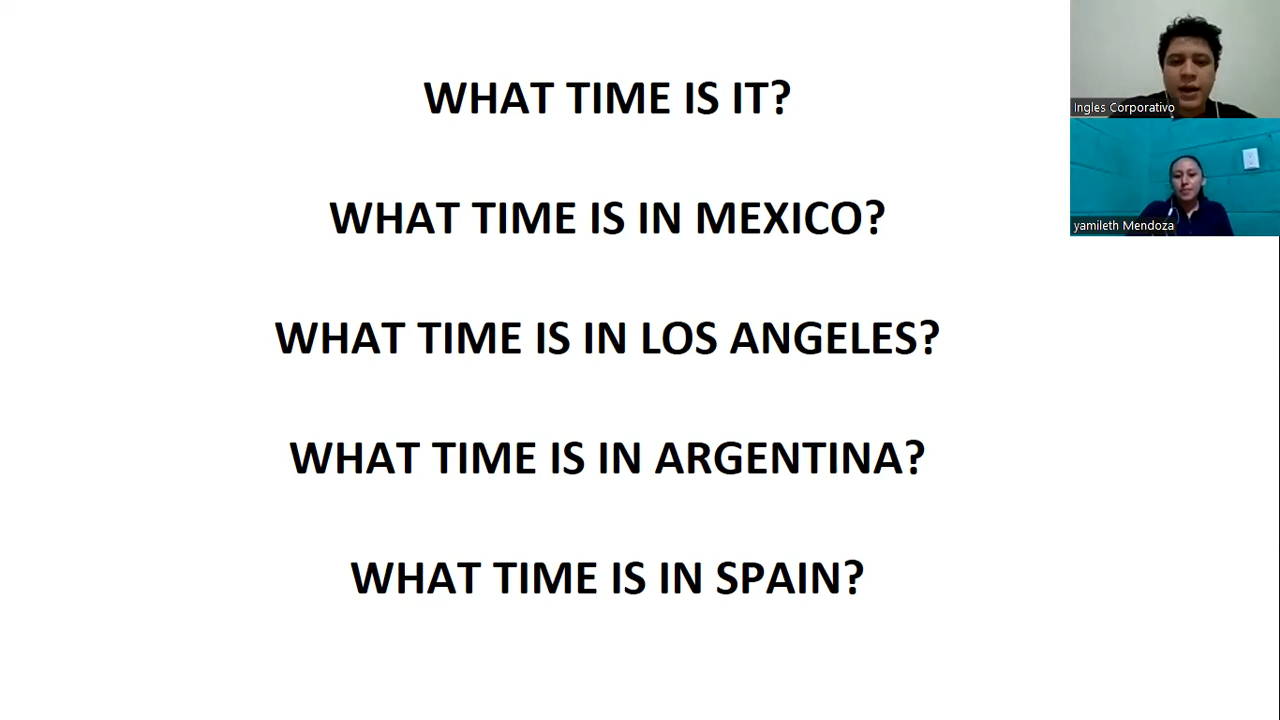 WHAT TIME IS IT?
WHAT TIME IS IN MEXICO?
WHAT TIME IS IN LOS ANGELES?
WHAT TIME IS IN ARGENTINA?
WHAT TIME IS IN SPAIN?
Ingles Corporativo
yamileth Mendoza